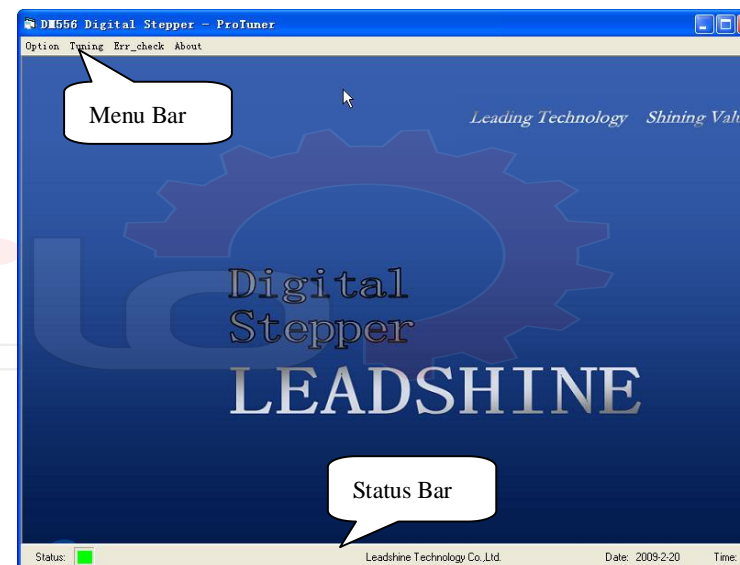 DM556 Digital Stepper - ProTuner
Option Tuning Err_check About
Menu Bar
Leading Technology Shining
Digital
Stepper
LEADSHINE
Status Bar
Status: Leadshine Technology Co.,Ltd. Date: 2009-2-20 Time: